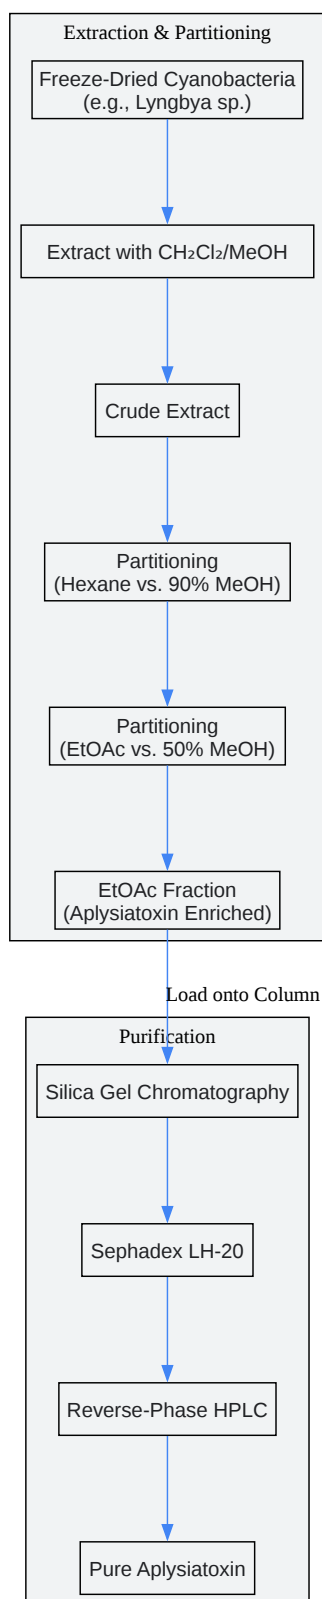 Extraction & Partitioning
Freeze-Dried Cyanobacteria
(e.g., Lyngbya sp.)
Extract with CH₂Cl₂/MeOH
Crude Extract
Partitioning
(Hexane vs. 90% MeOH)
Partitioning
(EtOAc vs. 50% MeOH)
EtOAc Fraction
(Aplysiatoxin Enriched)
Load onto Column
Purification
Silica Gel Chromatography
Sephadex LH-20
Reverse-Phase HPLC
Pure Aplysiatoxin